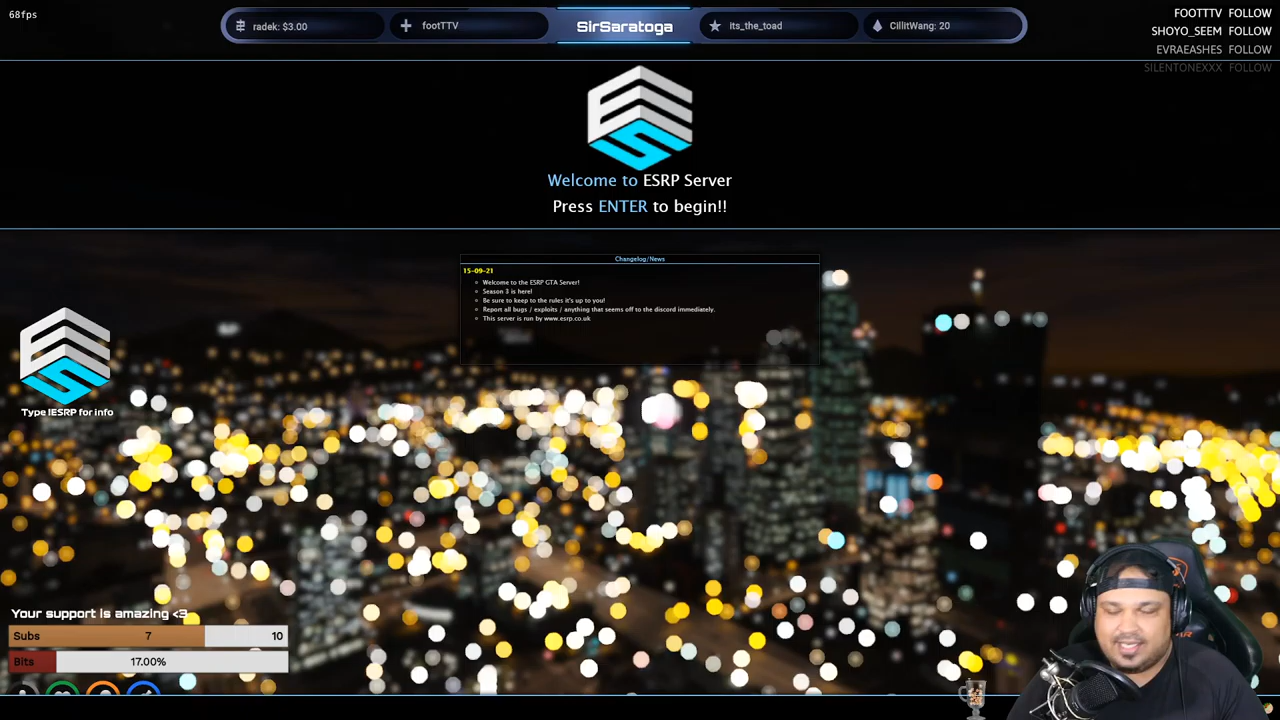 68fps
radek: $3.00
footTTV
SirSaratoga
its_the_toad
CillitWang: 20
FOOTTTV FOLLOW
SHOYO_SEEM FOLLOW
EVRAEASHES FOLLOW
SILENTONEXXX FOLLOW
Welcome to ESRP Server
Press ENTER to begin!!
Changelog/News
15-09-21
Welcome to the ESRP GTA Server!
Season 3 is here!
Be sure to keep to the rules it's up to you!
Report all bugs / exploits / anything that seems off to the discord immediately.
This server is run by www.esrp.co.uk
Type !ESRP for info
Your support is amazing <3
Subs 7 10
Bits 17.00%